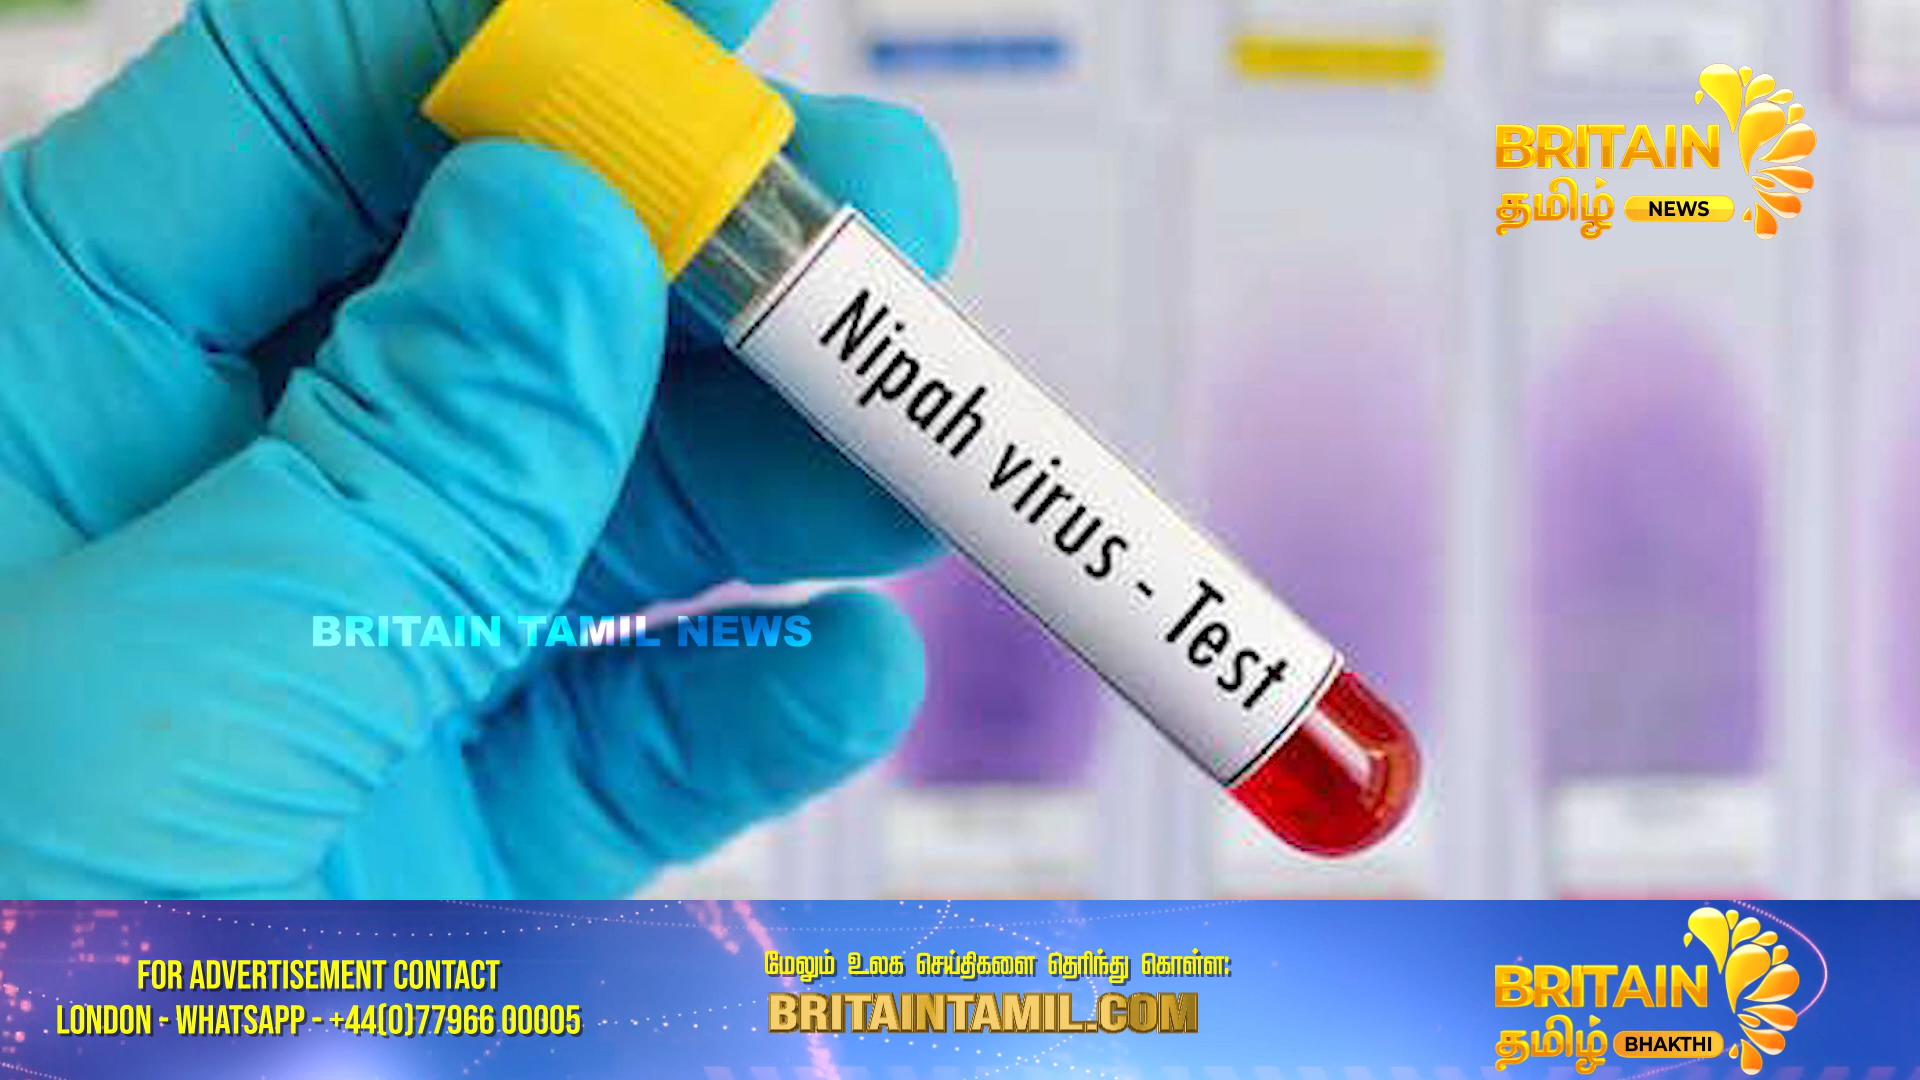 BRITAIN
தமிழ் NEWS
Nipah virus - Test
BRITAIN TAMIL NEWS
FOR ADVERTISEMENT CONTACT
LONDON - WHATSAPP - +44(0)77966 00005
மேலும் உலக செய்திகளை தெரிந்து கொள்ள:
BRITAINTAMIL.COM
BRITAIN
தமிழ் BHAKTHI